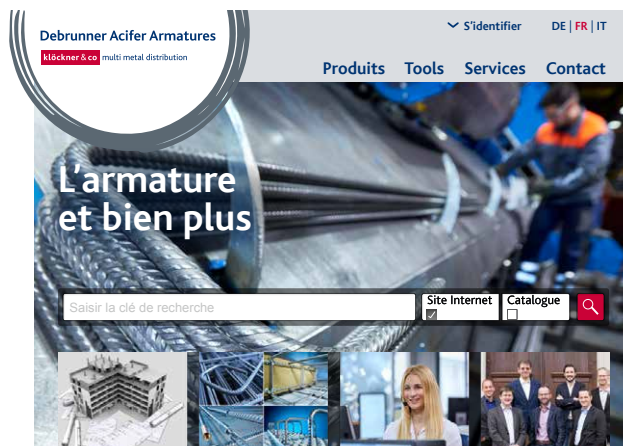 S'identifier DE | FR | IT
Debrunner Acifer Armatures
klöckner & co multi metal distribution
Produits Tools Services Contact
L'armature
et bien plus
Saisir la clé de recherche Site Internet Catalogue